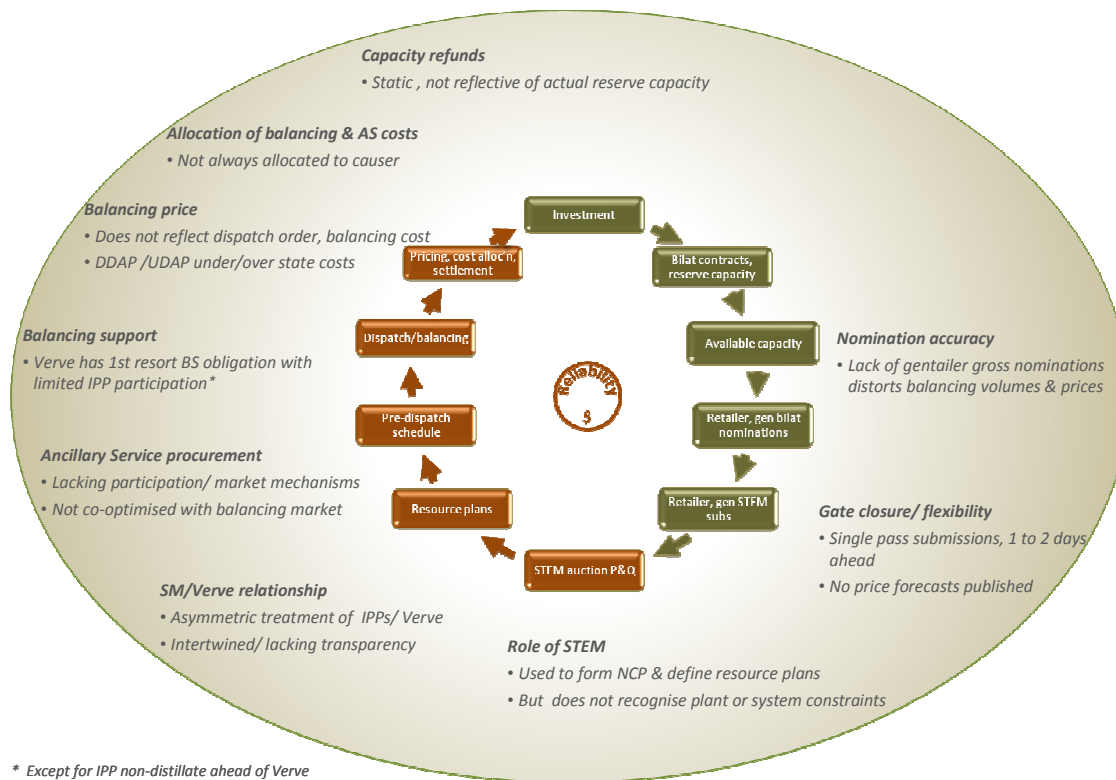 Capacity refunds
• Static , not reflective of actual reserve capacity
Allocation of balancing & AS costs
• Not always allocated to causer
Balancing price
• Does not reflect dispatch order, balancing cost
• DDAP /UDAP under/over state costs
Balancing support
• Verve has 1st resort BS obligation with
limited IPP participation*
Ancillary Service procurement
• Lacking participation/ market mechanisms
• Not co-optimised with balancing market
SM/Verve relationship
• Asymmetric treatment of IPPs/ Verve
• Intertwined/ lacking transparency
Role of STEM
• Used to form NCP & define resource plans
• But does not recognise plant or system constraints
Gate closure/ flexibility
• Single pass submissions, 1 to 2 days
ahead
• No price forecasts published
Nomination accuracy
• Lack of gentailer gross nominations
distorts balancing volumes & prices
Investment
Bilat contracts,
reserve capacity
Available capacity
Retailer, gen bilat
nominations
Retailer, gen STEM
subs
STEM auction P&Q
Resource plans
Pre-dispatch
schedule
Dispatch/balancing
Pricing, cost alloc'n,
settlement
Reliability
$
* Except for IPP non-distillate ahead of Verve